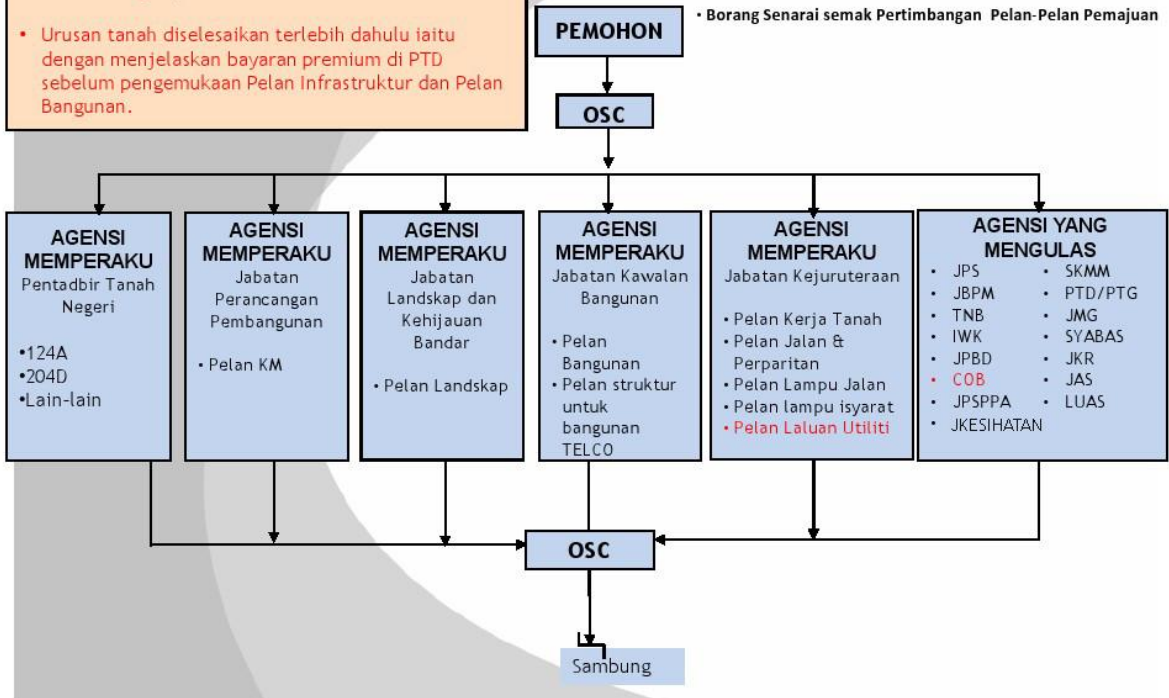 • Urusan tanah diselesaikan terlebih dahulu iaitu
dengan menjelaskan bayaran premium di PTD
sebelum pengemukaan Pelan Infrastruktur dan Pelan
Bangunan.
PEMOHON
• Borang Senarai semak Pertimbangan Pelan-Pelan Pemajuan
OSC
AGENSI
MEMPERAKU
Pentadbir Tanah
Negeri
•124A
•204D
•Lain-lain
AGENSI
MEMPERAKU
Jabatan
Perancangan
Pembangunan
• Pelan KM
AGENSI
MEMPERAKU
Jabatan
Landskap dan
Kehijauan
Bandar
• Pelan Landskap
AGENSI
MEMPERAKU
Jabatan Kawalan
Bangunan
• Pelan
Bangunan
• Pelan struktur
untuk
bangunan
TELCO
AGENSI
MEMPERAKU
Jabatan Kejuruteraan
• Pelan Kerja Tanah
• Pelan Jalan &
Perparitan
• Pelan Lampu Jalan
• Pelan lampu isyarat
• Pelan Laluan Utiliti
AGENSI YANG
MENGULAS
• JPS
• JBPM
• TNB
• IWK
• JPBD
• COB
• JPSPPA
• JKESIHATAN
• SKMM
• PTD/PTG
• JMG
• SYABAS
• JKR
• JAS
• LUAS
OSC
Sambung